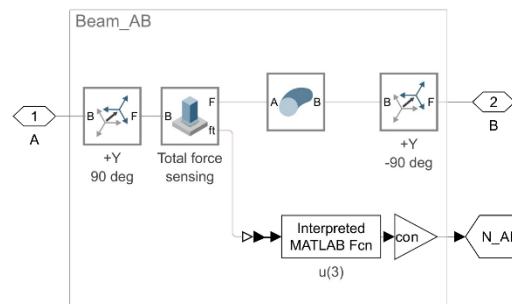 Beam_AB
1
A
B
F
+Y
90 deg
B
F
ft
Total force
sensing
A
B
B
F
+Y
-90 deg
2
B
Interpreted
MATLAB Fcn
u(3)
con